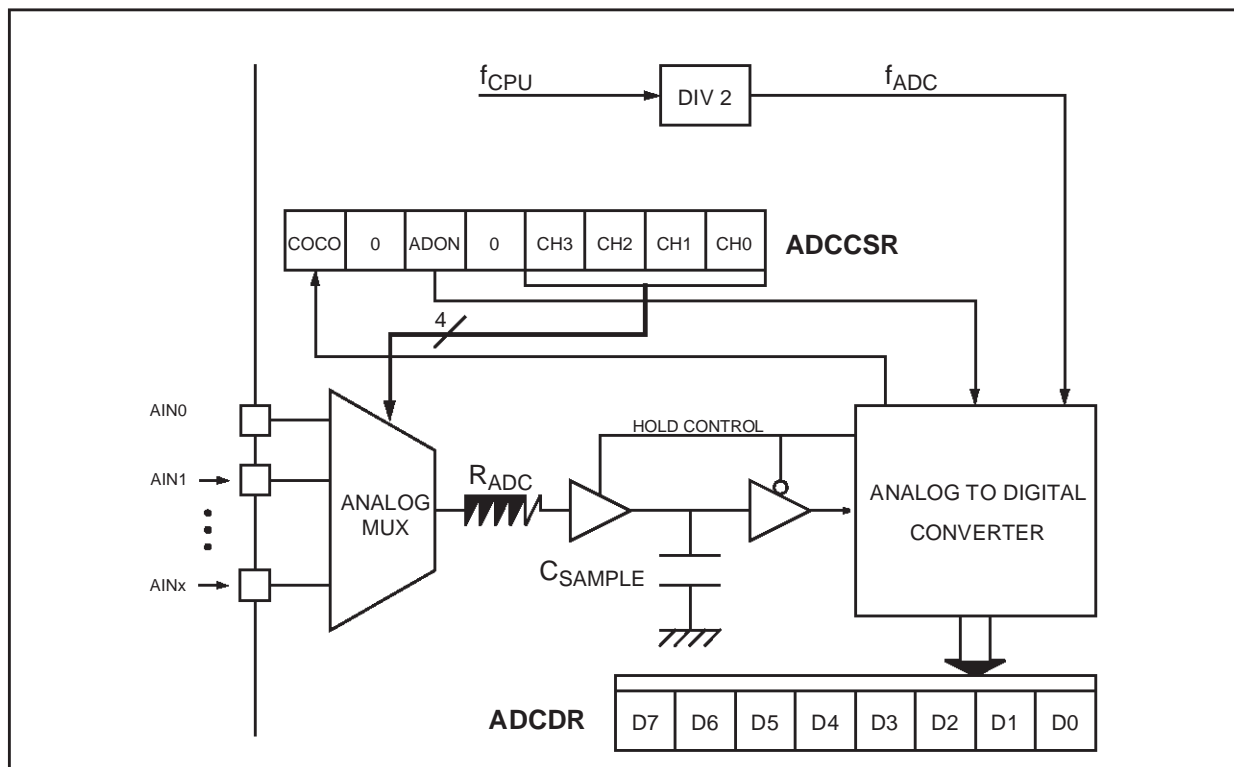 fCPU
DIV 2
fADC
COCO 0 ADON 0 CH3 CH2 CH1 CH0
ADCCSR
4
AIN0
HOLD CONTROL
AIN1
RADC
ANALOG
MUX
ANALOG TO DIGITAL
CONVERTER
CSAMPLE
AINx
ADCDR
D7 D6 D5 D4 D3 D2 D1 D0